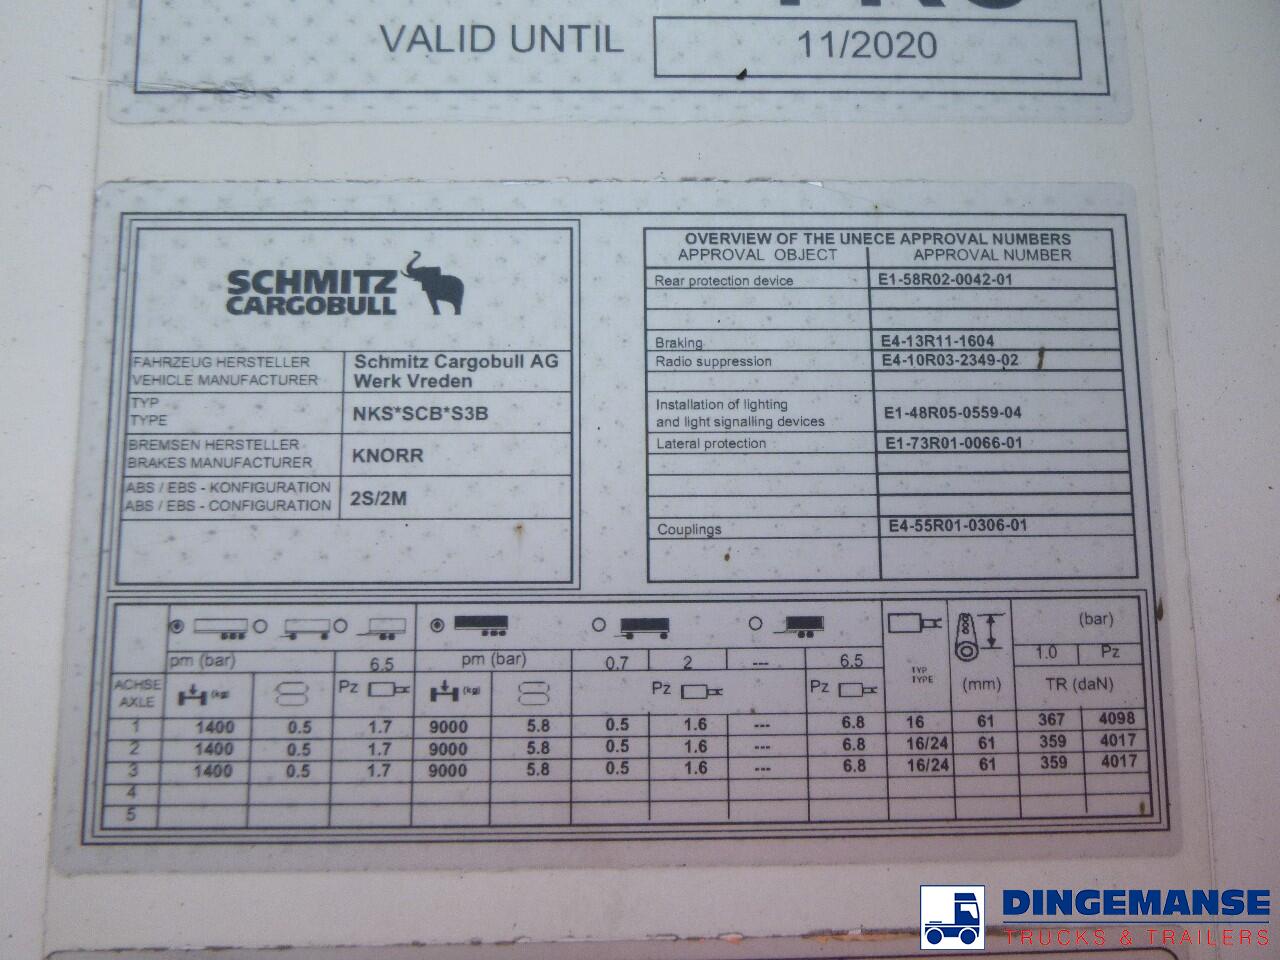 VALID UNTIL 11/2020
SCHMITZ
CARGOBULL
FAHRZEUG HERSTELLER
VEHICLE MANUFACTURER
Schmitz Cargobull AG
Werk Vreden
TYP
TYPE
NKS*SCB*S3B
BREMSEN HERSTELLER
BRAKES MANUFACTURER
KNORR
ABS / EBS - KONFIGURATION
ABS / EBS - CONFIGURATION
2S/2M
OVERVIEW OF THE UNECE APPROVAL NUMBERS
APPROVAL OBJECT APPROVAL NUMBER
Rear protection device E1-58R02-0042-01
Braking E4-13R11-1604
Radio suppression E4-10R03-2349-02
Installation of lighting
and light signalling devices E1-48R05-0559-04
Lateral protection E1-73R01-0066-01
Couplings E4-55R01-0306-01
(bar)
pm (bar) 6.5 pm (bar) 0.7 2 --- 6.5 TYP TYPE 1.0 Pz
ACHSE
AXLE
(kg) Pz (kg) Pz Pz (mm) TR (daN)
1 1400 0.5 1.7 9000 5.8 0.5 1.6 --- 6.8 16 61 367 4098
2 1400 0.5 1.7 9000 5.8 0.5 1.6 --- 6.8 16/24 61 359 4017
3 1400 0.5 1.7 9000 5.8 0.5 1.6 --- 6.8 16/24 61 359 4017
4
5
DINGEMANSE
TRUCKS & TRAILERS